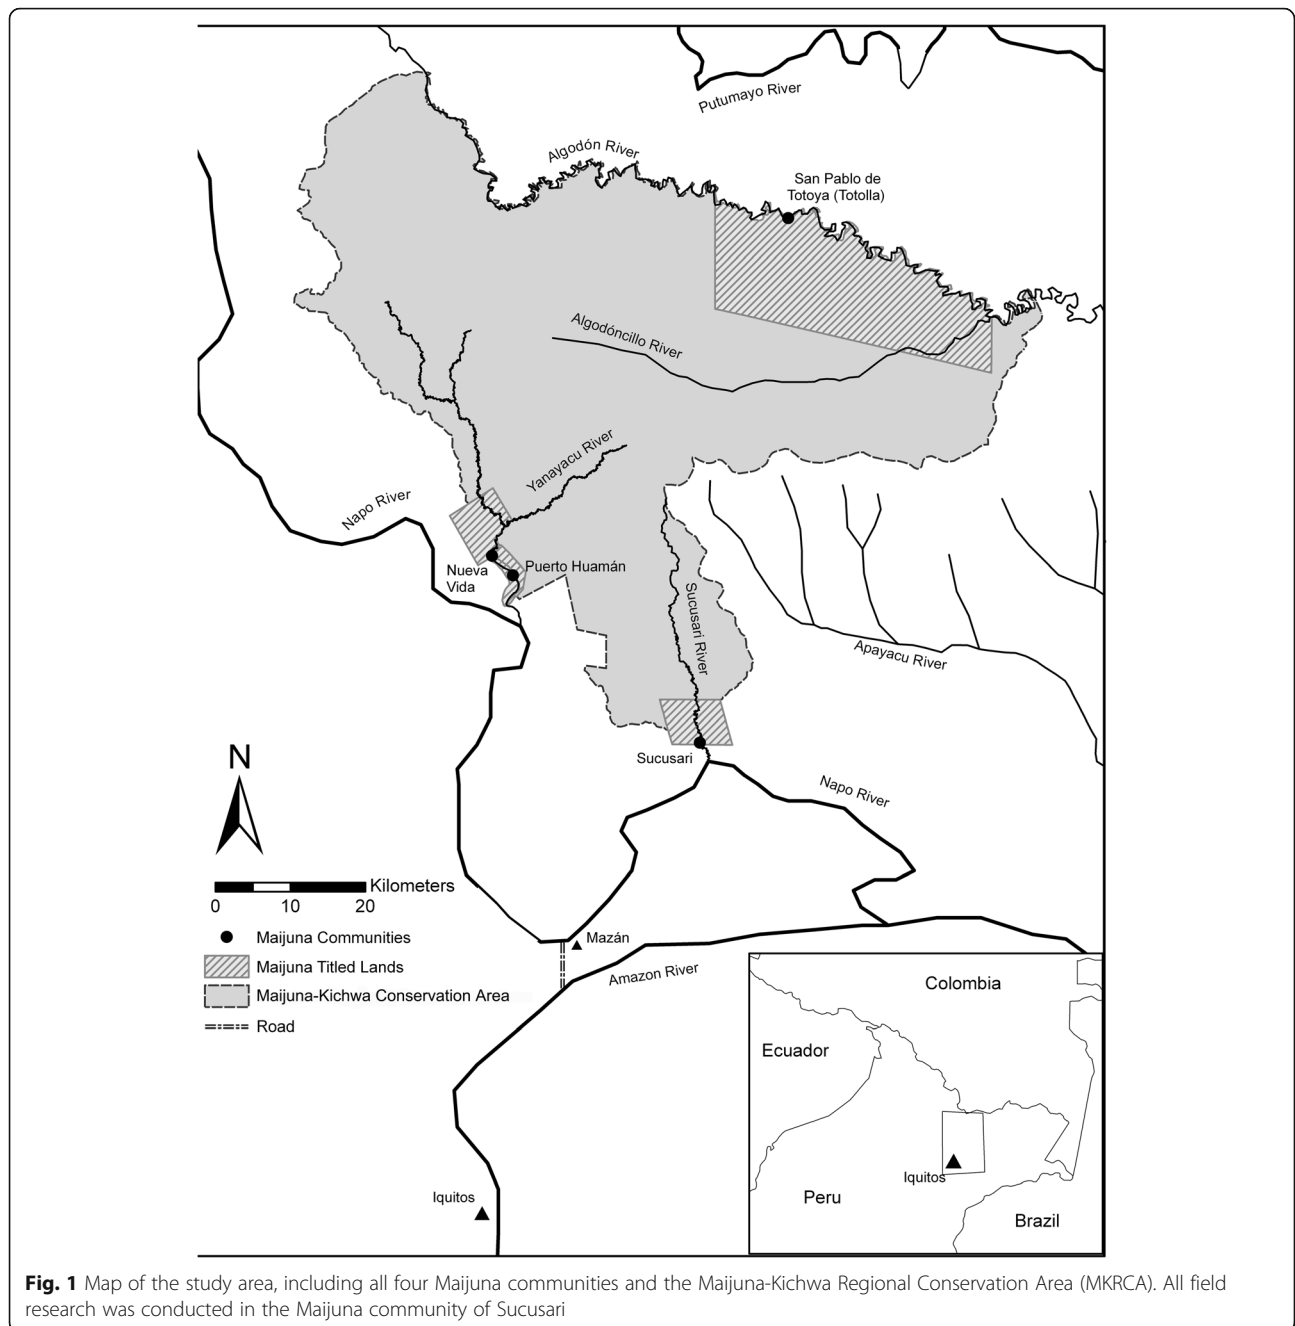 Putumayo River
Algodón River
San Pablo de
Totoya (Totolla)
Algodóncillo River
Yanayacu River
Napo River
Nueva
Vida
Puerto Huamán
Sucusari River
Apayacu River
Sucusari
Napo River
N
Kilometers
0 10 20
Maijuna Communities
Maijuna Titled Lands
Maijuna-Kichwa Conservation Area
Road
Mazán
Amazon River
Iquitos
Colombia
Ecuador
Iquitos
Peru
Brazil
Fig. 1 Map of the study area, including all four Maijuna communities and the Maijuna-Kichwa Regional Conservation Area (MKRCA). All field
research was conducted in the Maijuna community of Sucusari